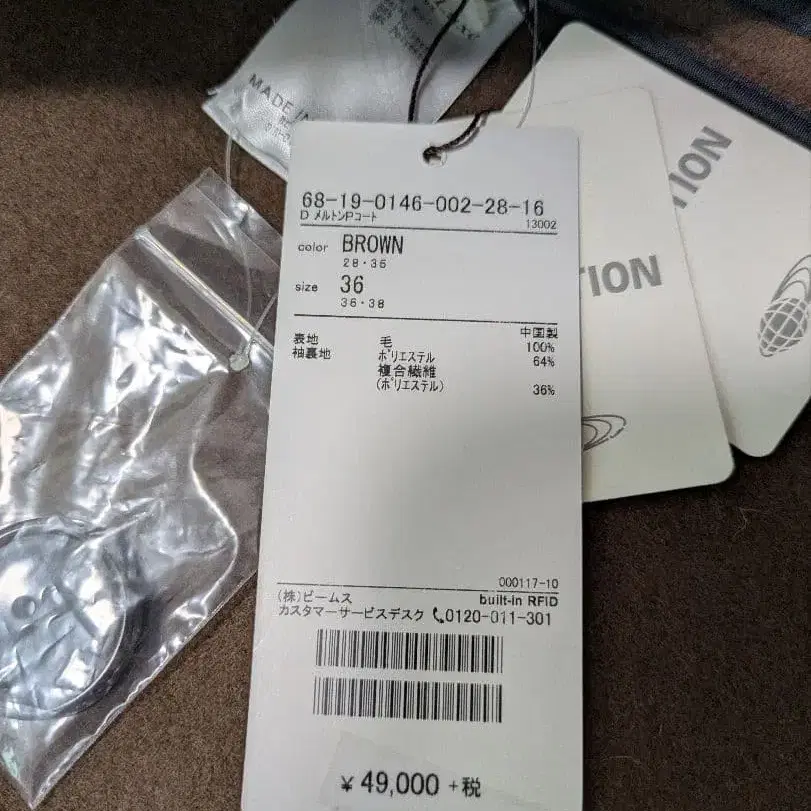 MADE IN
68-19-0146-002-28-16
D メルトンPコート
13002
color BROWN
28・35
size 36
36・38
中国製
表地 毛 100%
袖裏地 ポリエステル 64%
複合繊維
(ポリエステル) 36%
000117-10
(株)ビームス built-in RFID
カスタマーサービスデスク 0120-011-301
¥ 49,000 +税
TION
TION